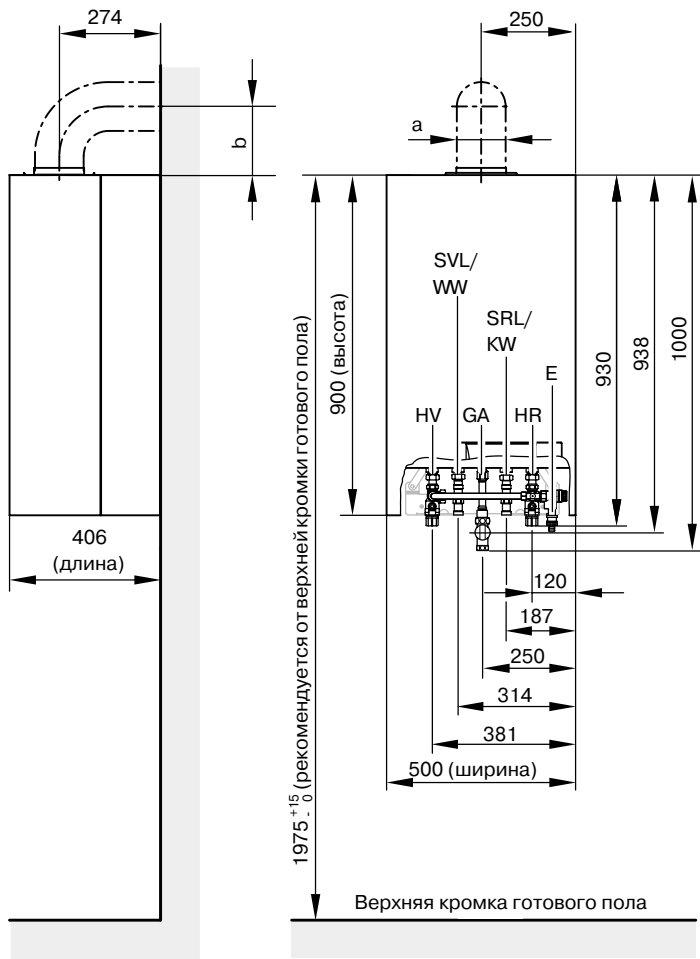 274
250
a
b
SVL/
WW
SRL/
KW
E
HV
GA
HR
900 (высота)
930
938
1000
406
(длина)
1975 +15 - 0 (рекомендуется от верхней кромки готового пола)
120
187
250
314
381
500 (ширина)
Верхняя кромка готового пола